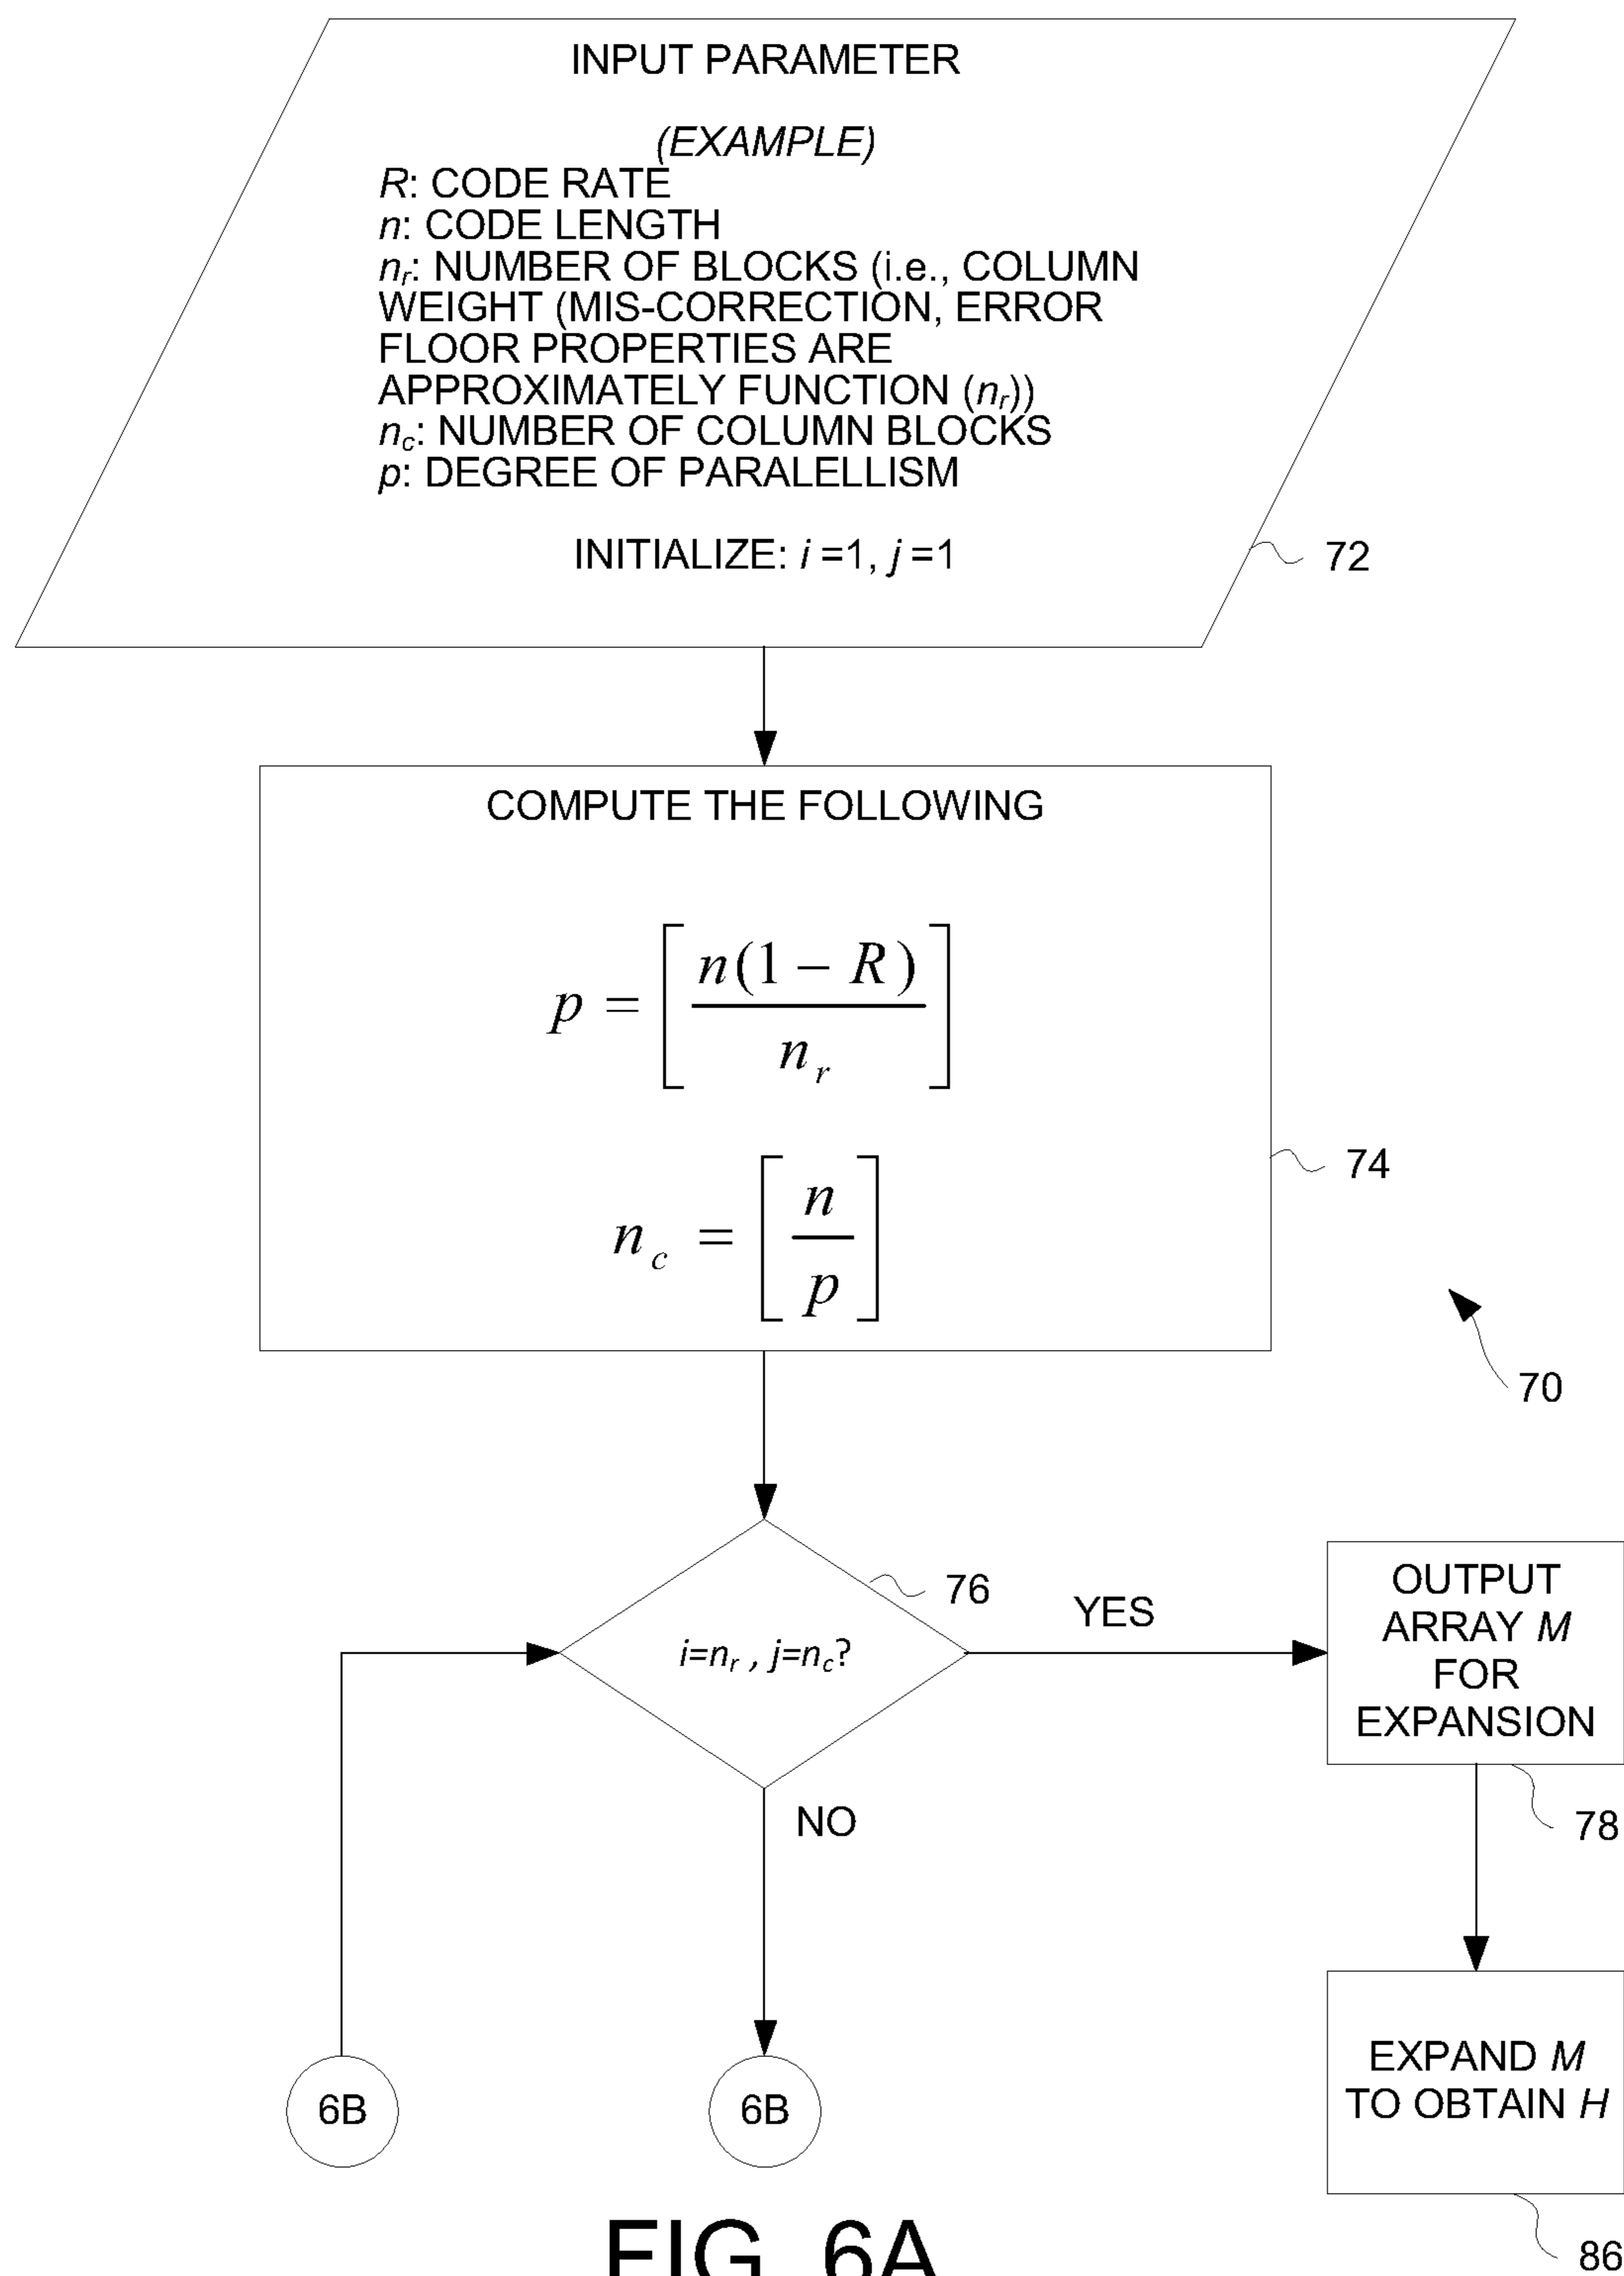 INPUT PARAMETER
(EXAMPLE)
R: CODE RATE
n: CODE LENGTH
nr: NUMBER OF BLOCKS (i.e., COLUMN
WEIGHT (MIS-CORRECTION, ERROR
FLOOR PROPERTIES ARE
APPROXIMATELY FUNCTION (nr))
nc: NUMBER OF COLUMN BLOCKS
p: DEGREE OF PARALELLISM
INITIALIZE: i =1, j =1
72
COMPUTE THE FOLLOWING
p = [ n(1 − R) / n r ]
74
n c = [ n / p ]
70
76
YES
i=nr , j=nc?
OUTPUT
ARRAY M
FOR
EXPANSION
NO
78
EXPAND M
TO OBTAIN H
6B
6B
86
FIG. 6A